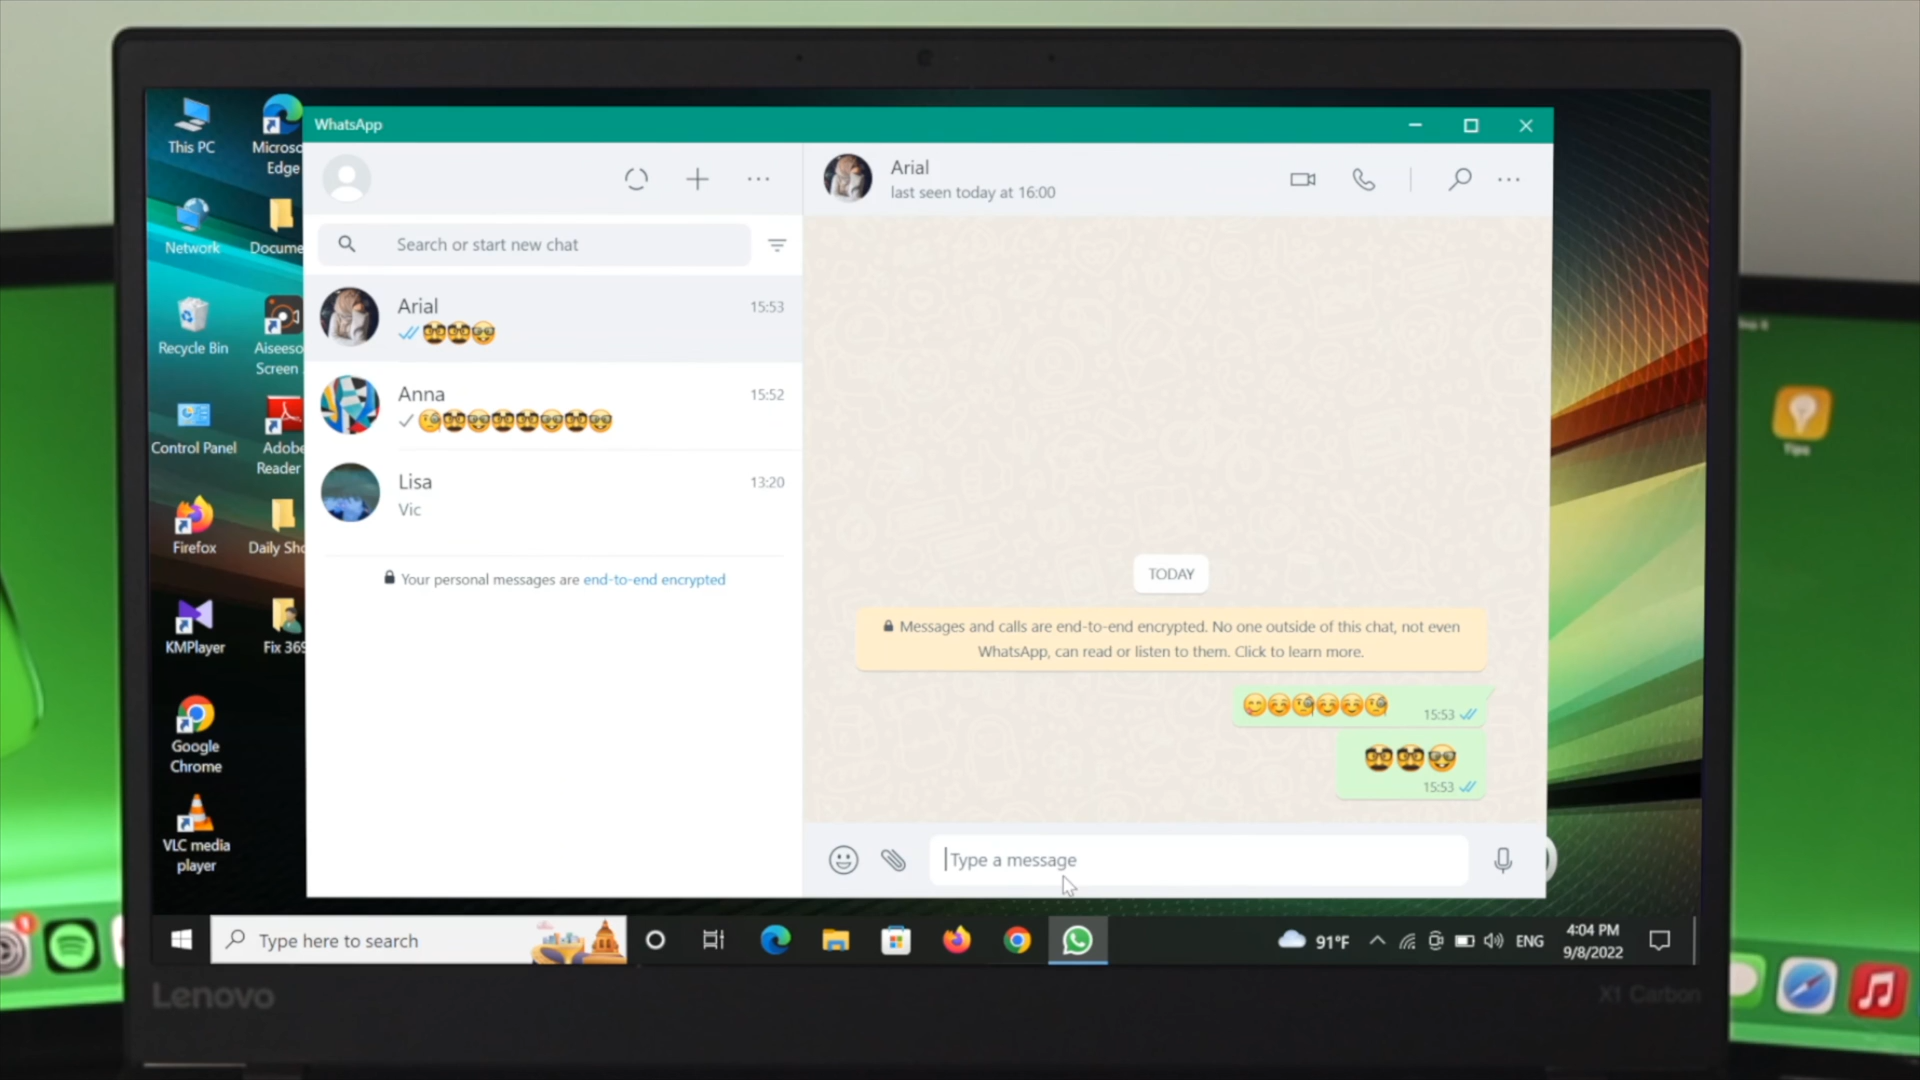 WhatsApp
This PC
Microso
Edge
Network
Docume
Recycle Bin
Aiseeso
Screen
Control Panel
Adobe
Reader
Firefox
Daily Sho
KMPlayer
Fix 369
Google
Chrome
VLC media
player
Search or start new chat
Arial
15:53
🥸🥸🤓
Anna
15:52
🧐🥸🤓🥸🥸🤓🥸🤓
Lisa
13:20
Vic
Your personal messages are end-to-end encrypted
Arial
last seen today at 16:00
TODAY
Messages and calls are end-to-end encrypted. No one outside of this chat, not even
WhatsApp, can read or listen to them. Click to learn more.
😋☺️🧐☺️☺️🧐 15:53
🥸🥸🤓
15:53
Type a message
Type here to search
91°F
ENG
4:04 PM
9/8/2022
Lenovo
X1 Carbon
Tips